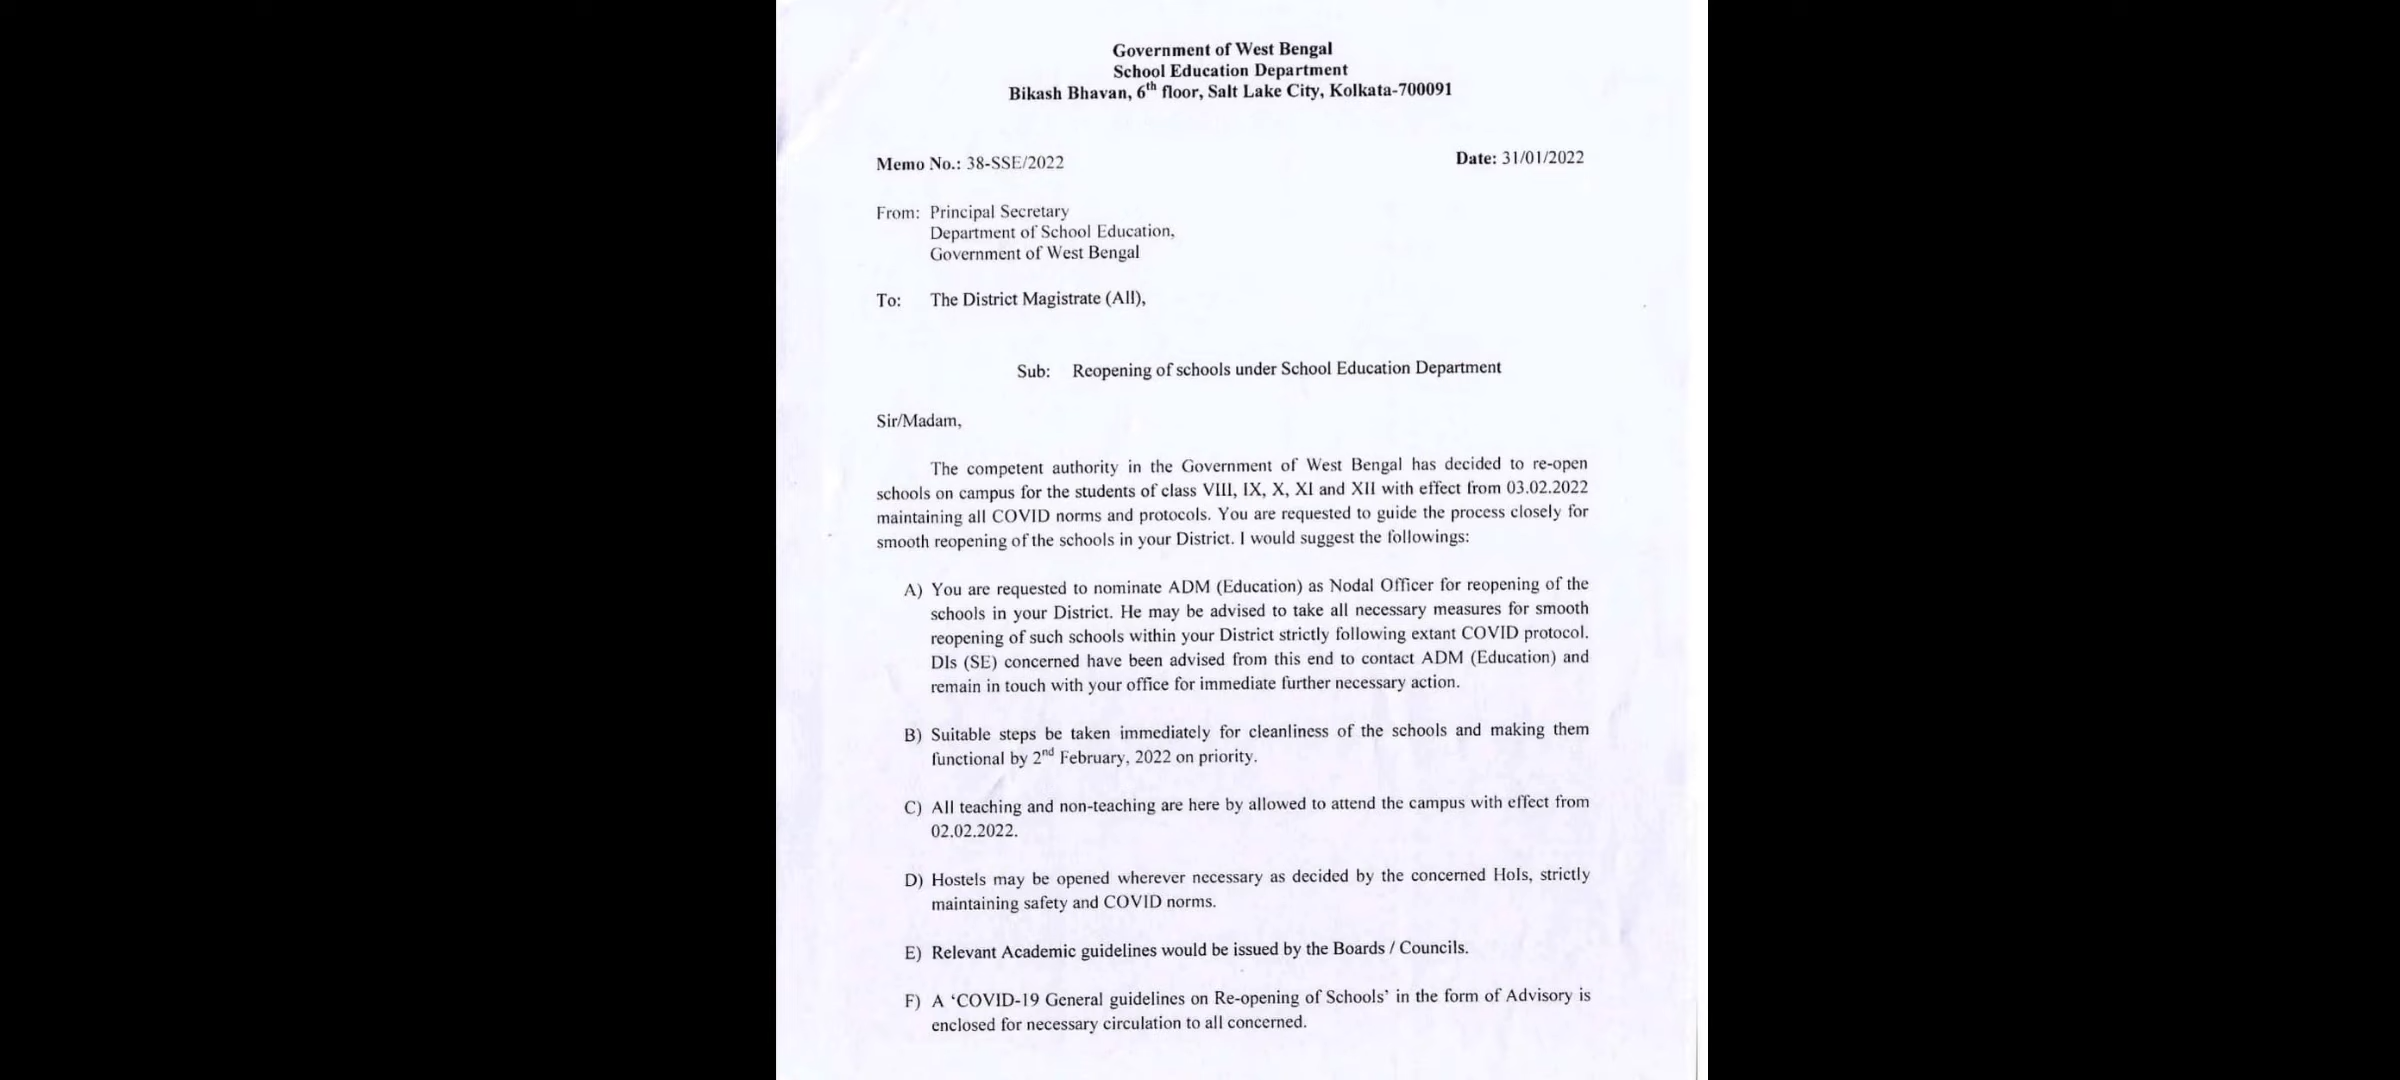 Government of West Bengal
School Education Department
Bikash Bhavan, 6th floor, Salt Lake City, Kolkata-700091
Memo No.: 38-SSE/2022
Date: 31/01/2022
From: Principal Secretary
Department of School Education,
Government of West Bengal
To: The District Magistrate (All),
Sub: Reopening of schools under School Education Department
Sir/Madam,
The competent authority in the Government of West Bengal has decided to re-open
schools on campus for the students of class VIII, IX, X, XI and XII with effect from 03.02.2022
maintaining all COVID norms and protocols. You are requested to guide the process closely for
smooth reopening of the schools in your District. I would suggest the followings:
A) You are requested to nominate ADM (Education) as Nodal Officer for reopening of the
schools in your District. He may be advised to take all necessary measures for smooth
reopening of such schools within your District strictly following extant COVID protocol.
DIs (SE) concerned have been advised from this end to contact ADM (Education) and
remain in touch with your office for immediate further necessary action.
B) Suitable steps be taken immediately for cleanliness of the schools and making them
functional by 2nd February, 2022 on priority.
C) All teaching and non-teaching are here by allowed to attend the campus with effect from
02.02.2022.
D) Hostels may be opened wherever necessary as decided by the concerned HoIs, strictly
maintaining safety and COVID norms.
E) Relevant Academic guidelines would be issued by the Boards / Councils.
F) A ‘COVID-19 General guidelines on Re-opening of Schools’ in the form of Advisory is
enclosed for necessary circulation to all concerned.